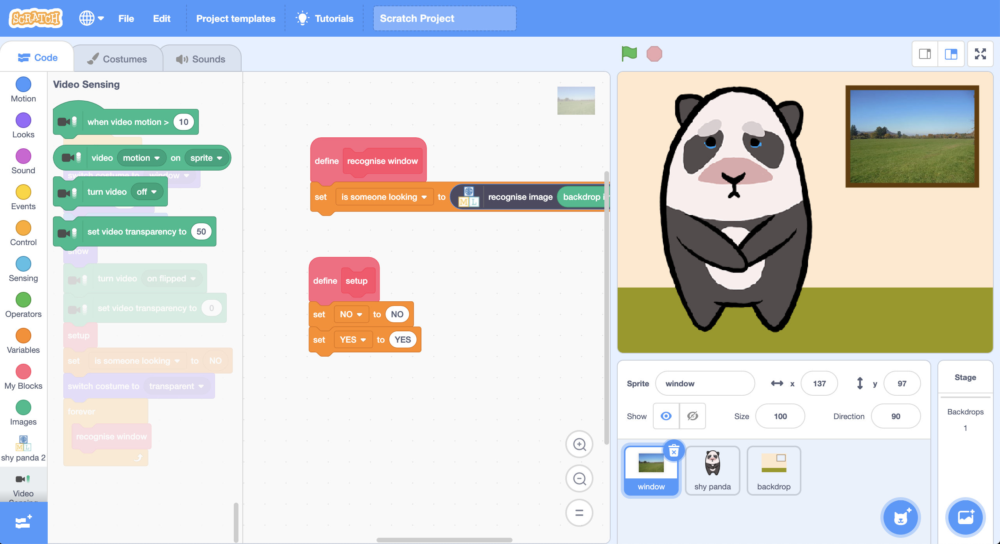 SCRATCH File Edit Project templates Tutorials Scratch Project
Code Costumes Sounds
Motion
Looks
Sound
Events
Control
Sensing
Operators
Variables
My Blocks
Images
M L
shy panda 2
Video
Sensing
Video Sensing
when video motion > 10
video motion on sprite
switch costume to window
turn video off
set video transparency to 50
show
turn video on flipped
set video transparency to 0
setup
set is someone looking to NO
switch costume to transparent
forever
recognise window
define recognise window
set is someone looking to M L recognise image backdrop i
define setup
set NO to NO
set YES to YES
Sprite window x 137 y 97
Show Size 100 Direction 90
window shy panda backdrop
Stage
Backdrops
1